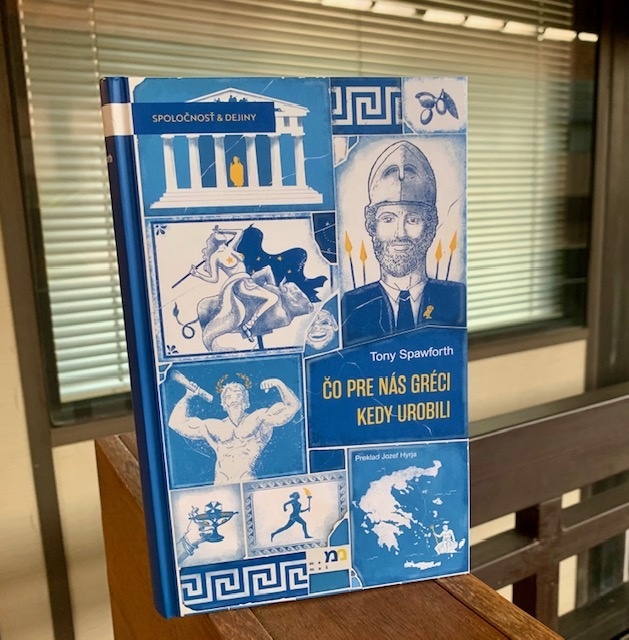 SPOLOČNOSŤ & DEJINY
Tony Spawforth
ČO PRE NÁS GRÉCI
KEDY UROBILI
Preklad Jozef Hyrja